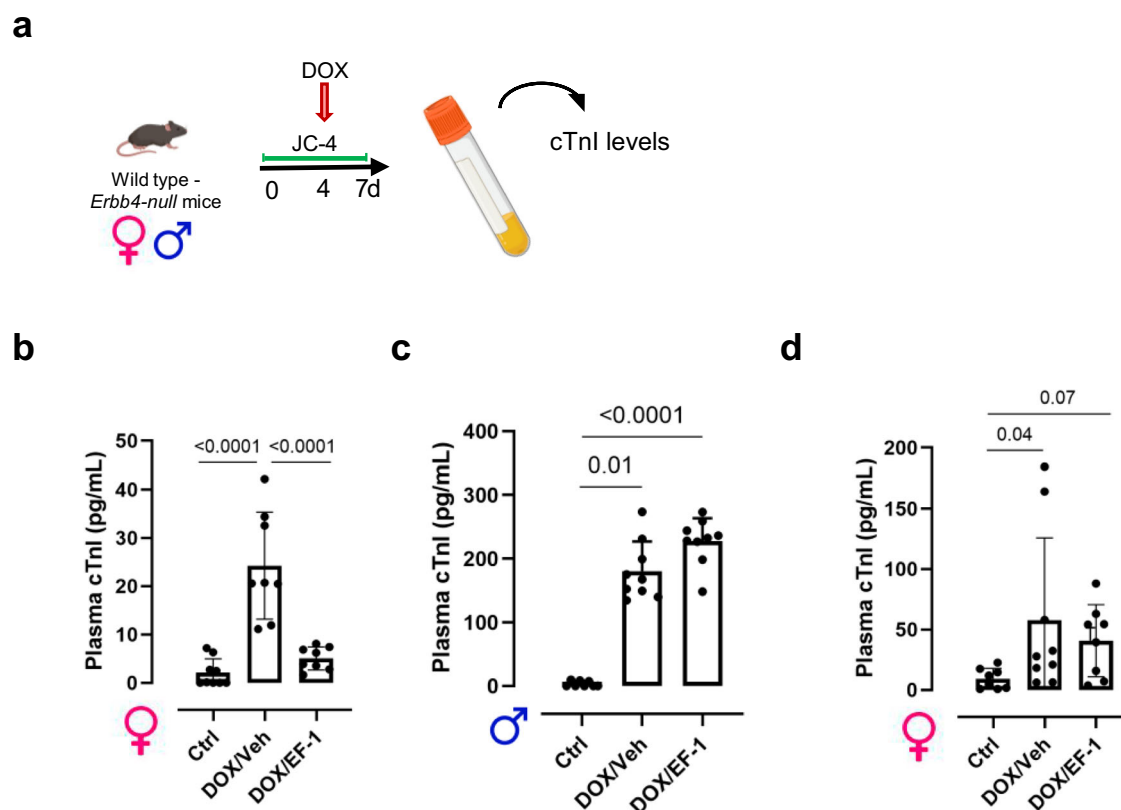 a
DOX
JC-4
0 4 7d
Wild type -
Erbb4-null mice
cTnI levels
b
<0.0001 <0.0001
Plasma cTnI (pg/mL)
50
40
30
20
10
0
Ctrl
DOX/Veh
DOX/EF-1
c
<0.0001
0.01
Plasma cTnI (pg/mL)
400
300
200
100
0
Ctrl
DOX/Veh
DOX/EF-1
d
0.07
0.04
Plasma cTnI (pg/mL)
200
150
100
50
0
Ctrl
DOX/Veh
DOX/EF-1